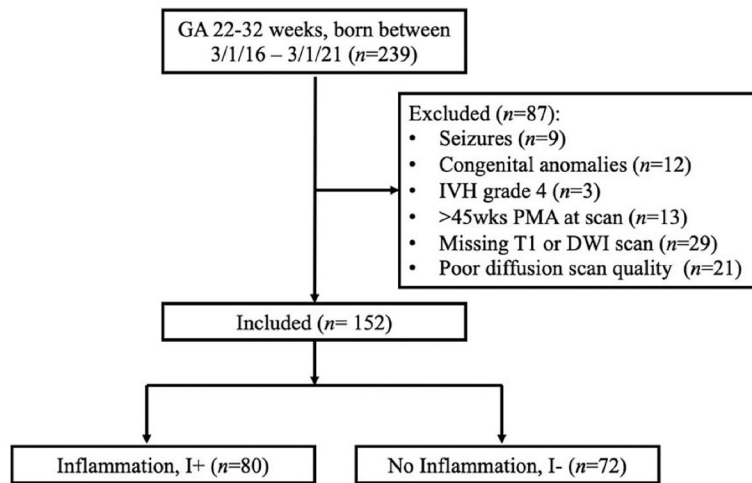 GA 22-32 weeks, born between
3/1/16 – 3/1/21 (n=239)
Excluded (n=87):
• Seizures (n=9)
• Congenital anomalies (n=12)
• IVH grade 4 (n=3)
• >45wks PMA at scan (n=13)
• Missing T1 or DWI scan (n=29)
• Poor diffusion scan quality (n=21)
Included (n= 152)
Inflammation, I+ (n=80)
No Inflammation, I- (n=72)